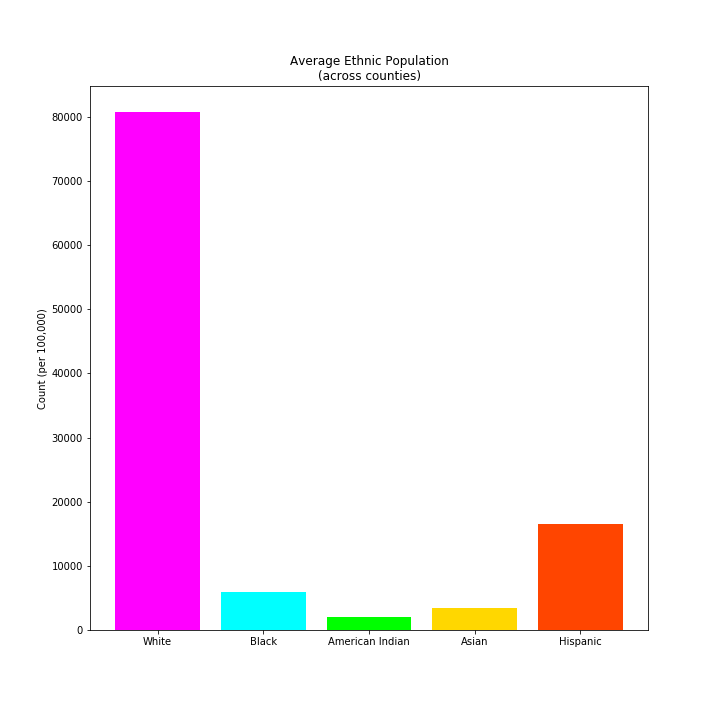 Average Ethnic Population
(across counties)
Count (per 100,000)
80000
70000
60000
50000
40000
30000
20000
10000
0
White
Black
American Indian
Asian
Hispanic